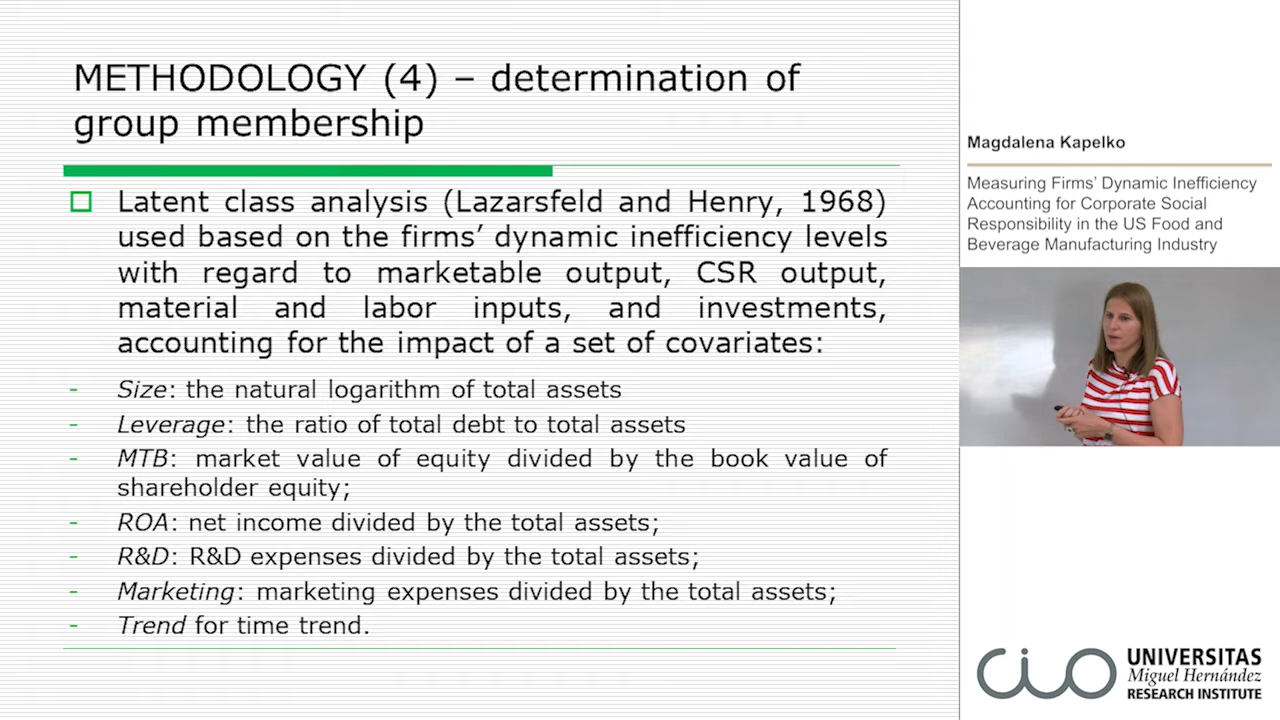 METHODOLOGY (4) – determination of
group membership
Latent class analysis (Lazarsfeld and Henry, 1968)
used based on the firms’ dynamic inefficiency levels
with regard to marketable output, CSR output,
material and labor inputs, and investments,
accounting for the impact of a set of covariates:
- Size: the natural logarithm of total assets
- Leverage: the ratio of total debt to total assets
- MTB: market value of equity divided by the book value of
shareholder equity;
- ROA: net income divided by the total assets;
- R&D: R&D expenses divided by the total assets;
- Marketing: marketing expenses divided by the total assets;
- Trend for time trend.
Magdalena Kapelko
Measuring Firms’ Dynamic Inefficiency
Accounting for Corporate Social
Responsibility in the US Food and
Beverage Manufacturing Industry
cio
UNIVERSITAS
Miguel Hernández
RESEARCH INSTITUTE